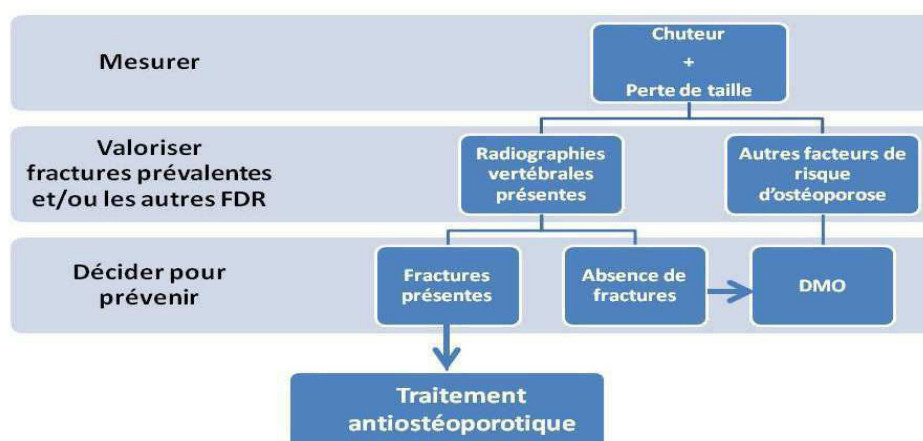 Mesurer
Chuteur
+
Perte de taille
Valoriser
fractures prévalentes
et/ou les autres FDR
Radiographies
vertébrales
présentes
Autres facteurs de
risque
d'ostéoporose
Décider pour
prévenir
Fractures
présentes
Absence de
fractures
DMO
Traitement
antiostéoporotique